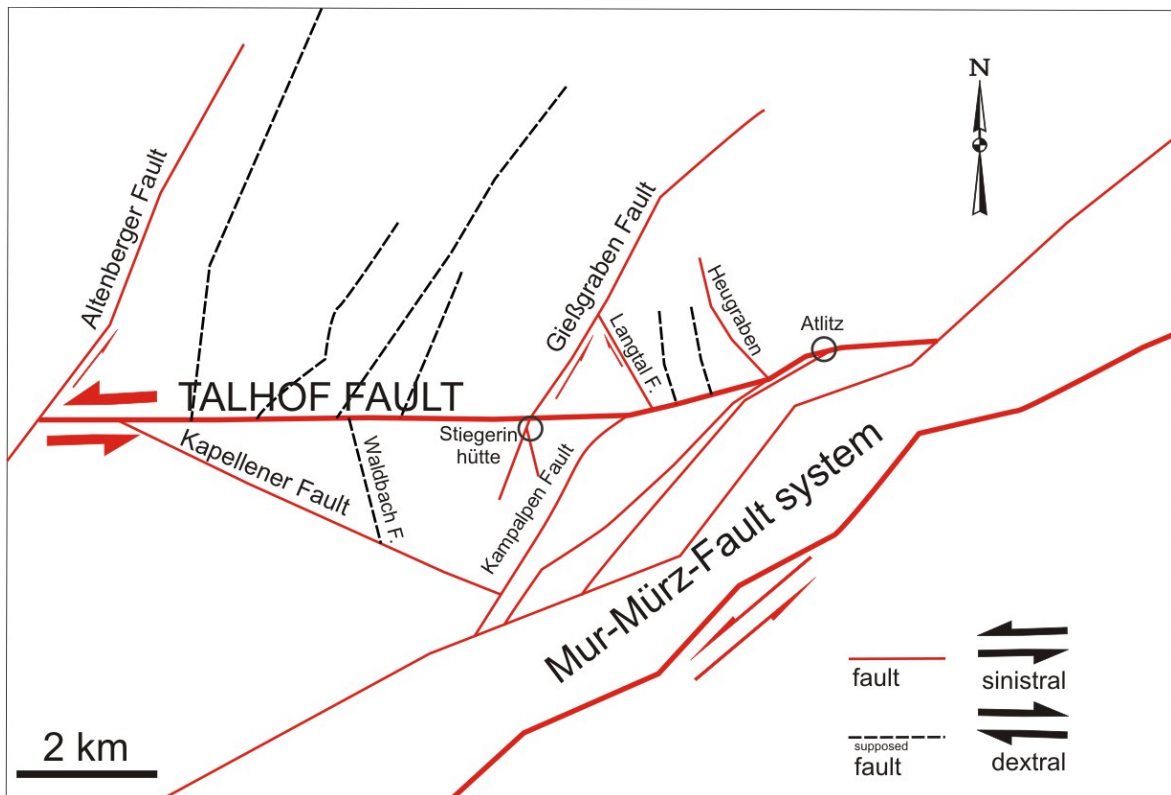 N
Altenberger Fault
Gießgraben Fault
Heugraben
Langtal F.
Atlitz
TALHOF FAULT
Stiegerin
hütte
Kapellener Fault
Waldbach F.
Kampalpen Fault
Mur-Mürz-Fault system
fault
sinistral
supposed
fault
dextral
2 km